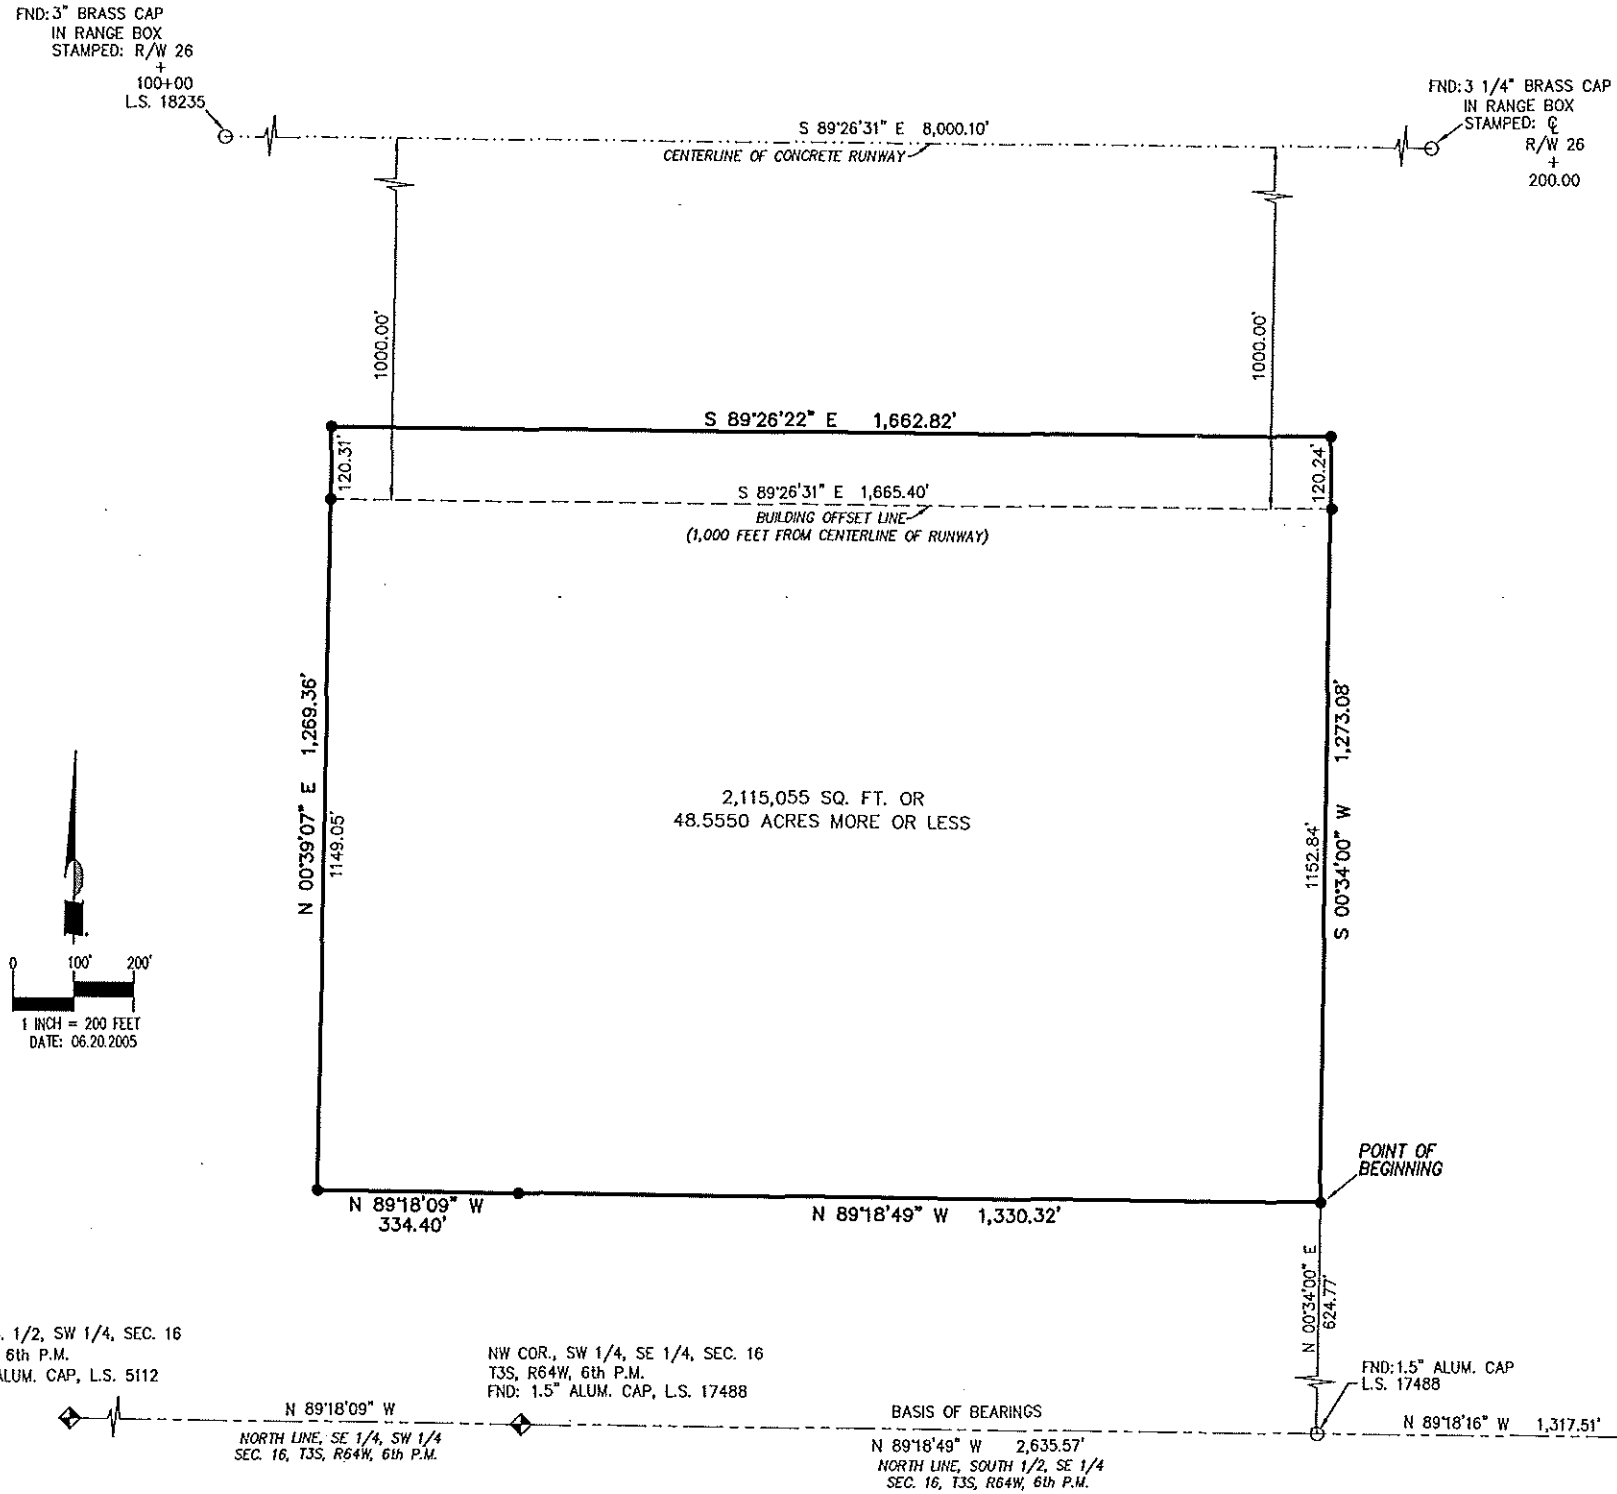 FND: 3" BRASS CAP
IN RANGE BOX
STAMPED: R/W 26
+
100+00
L.S. 18235
FND: 3 1/4" BRASS CAP
IN RANGE BOX
STAMPED: ℄
R/W 26
+
200.00
S 89°26'31" E 8,000.10'
CENTERLINE OF CONCRETE RUNWAY
1000.00'
1000.00'
S 89°26'22" E 1,662.82'
120.31'
120.24'
S 89°26'31" E 1,665.40'
BUILDING OFFSET LINE
(1,000 FEET FROM CENTERLINE OF RUNWAY)
N 00°39'07" E 1,269.36'
1149.05'
2,115,055 SQ. FT. OR
48.5550 ACRES MORE OR LESS
1152.84'
S 00°34'00" W 1,273.08'
0 100' 200'
1 INCH = 200 FEET
DATE: 06.20.2005
POINT OF
BEGINNING
N 89°18'09" W
334.40'
N 89°18'49" W 1,330.32'
N 00°34'00" E
624.77'
. 1/2, SW 1/4, SEC. 16
6th P.M.
ALUM. CAP, L.S. 5112
NW COR., SW 1/4, SE 1/4, SEC. 16
T3S, R64W, 6th P.M.
FND: 1.5" ALUM. CAP, L.S. 17488
FND: 1.5" ALUM. CAP
L.S. 17488
N 89°18'09" W
NORTH LINE, SE 1/4, SW 1/4
SEC. 16, T3S, R64W, 6th P.M.
BASIS OF BEARINGS
N 89°18'49" W 2,635.57'
NORTH LINE, SOUTH 1/2, SE 1/4
SEC. 16, T3S, R64W, 6th P.M.
N 89°18'16" W 1,317.51'